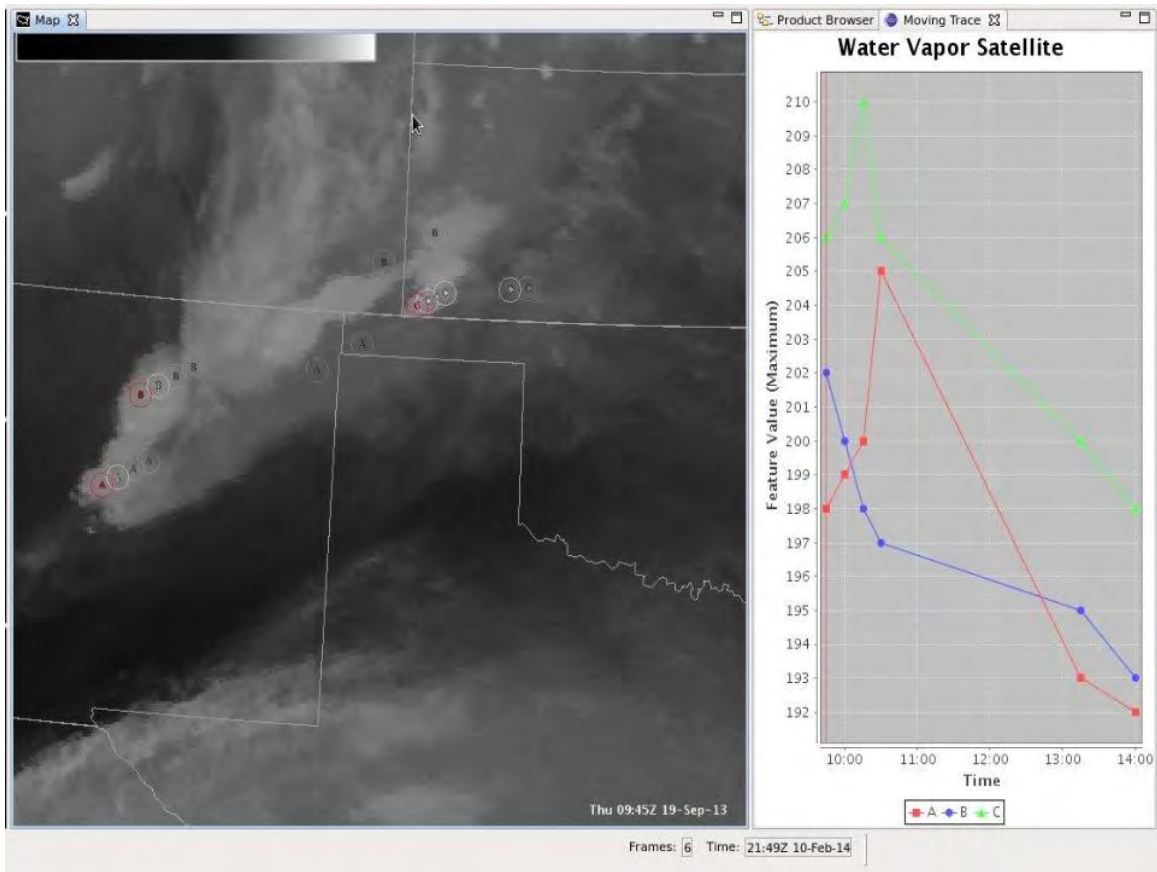 Map
Product Browser
Moving Trace
Water Vapor Satellite
210
209
208
207
206
205
204
203
202
201
200
199
198
197
196
195
194
193
192
Feature Value (Maximum)
10:00 11:00 12:00 13:00 14:00
Time
A B C
B
B
A
A
B
B
B
A
A
Thu 09:45Z 19-Sep-13
Frames: 6 Time: 21:49Z 10-Feb-14